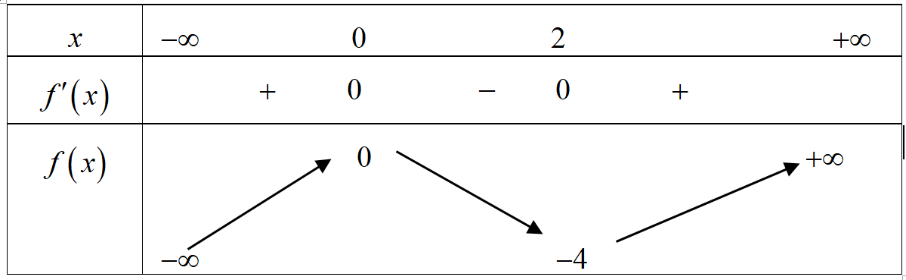 x −∞ 0 2 +∞
f′(x) + 0 − 0 +
f(x) 0 +∞
−∞ −4